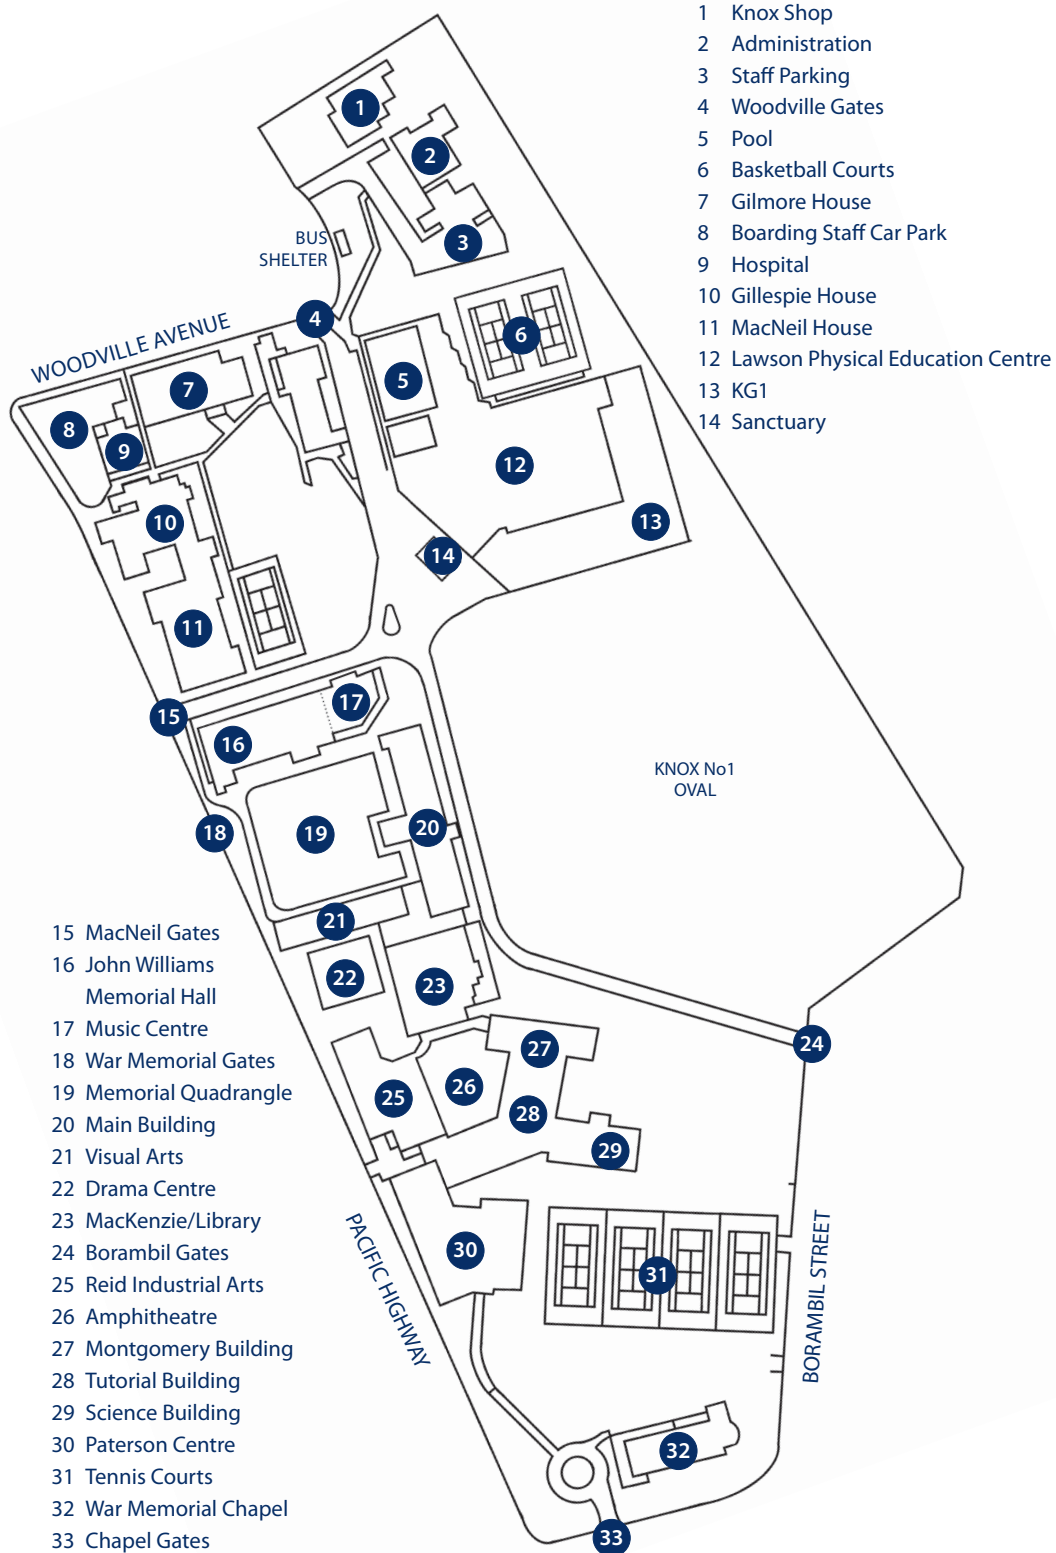 1 Knox Shop
2 Administration
3 Staff Parking
4 Woodville Gates
5 Pool
6 Basketball Courts
7 Gilmore House
8 Boarding Staff Car Park
9 Hospital
10 Gillespie House
11 MacNeil House
12 Lawson Physical Education Centre
13 KG1
14 Sanctuary
1
2
BUS
SHELTER
3
4
WOODVILLE AVENUE
6
5
7
8
9
12
10
13
14
11
17
15
16
KNOX No1
OVAL
18
19
20
21
22
23
24
27
26
25
28
29
30
31
PACIFIC HIGHWAY
BORAMBIL STREET
32
33
15 MacNeil Gates
16 John Williams
Memorial Hall
17 Music Centre
18 War Memorial Gates
19 Memorial Quadrangle
20 Main Building
21 Visual Arts
22 Drama Centre
23 MacKenzie/Library
24 Borambil Gates
25 Reid Industrial Arts
26 Amphitheatre
27 Montgomery Building
28 Tutorial Building
29 Science Building
30 Paterson Centre
31 Tennis Courts
32 War Memorial Chapel
33 Chapel Gates